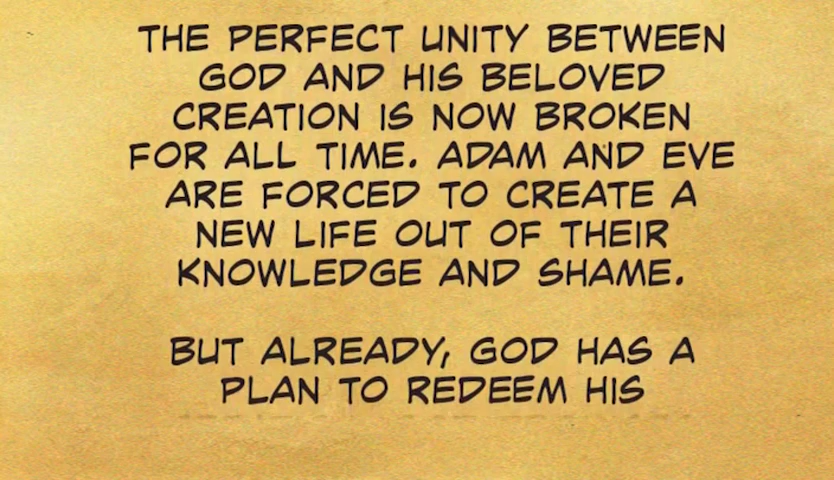 THE PERFECT UNITY BETWEEN
GOD AND HIS BELOVED
CREATION IS NOW BROKEN
FOR ALL TIME. ADAM AND EVE
ARE FORCED TO CREATE A
NEW LIFE OUT OF THEIR
KNOWLEDGE AND SHAME.
BUT ALREADY, GOD HAS A
PLAN TO REDEEM HIS